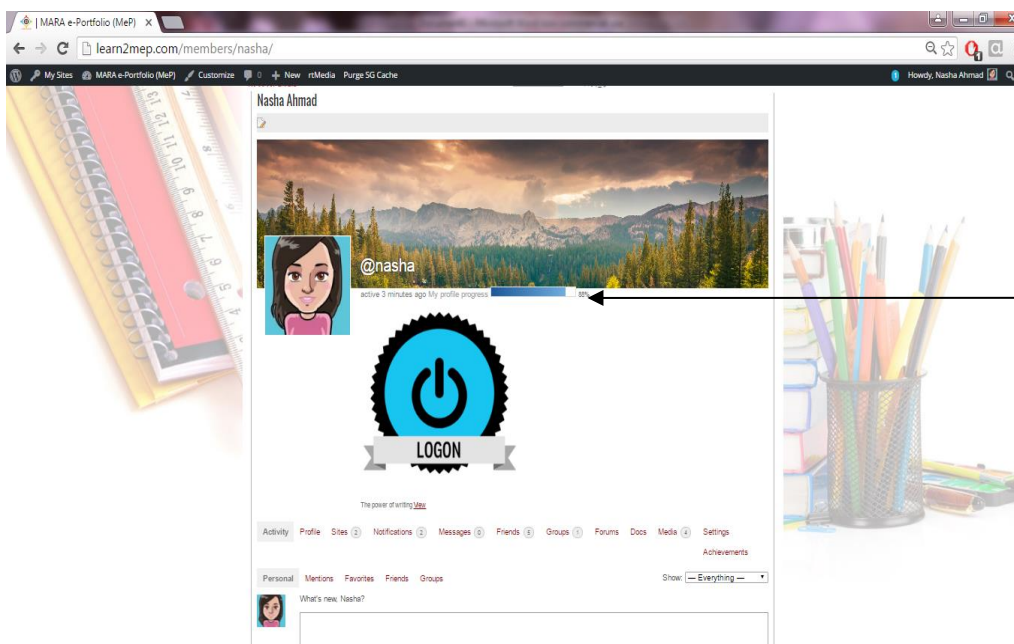 | MARA e-Portfolio (MeP) x
learn2mep.com/members/nasha/
My Sites MARA e-Portfolio (MeP) Customize 0 + New rtMedia Purge SG Cache Howdy, Nasha Ahmad
Nasha Ahmad
@nasha
active 3 minutes ago My profile progress 88%
LOGON
The power of writing View
Activity Profile Sites 2 Notifications 2 Messages 0 Friends 5 Groups 1 Forums Docs Media 4 Settings
Achievements
Personal Mentions Favorites Friends Groups Show: — Everything —
What's new, Nasha?